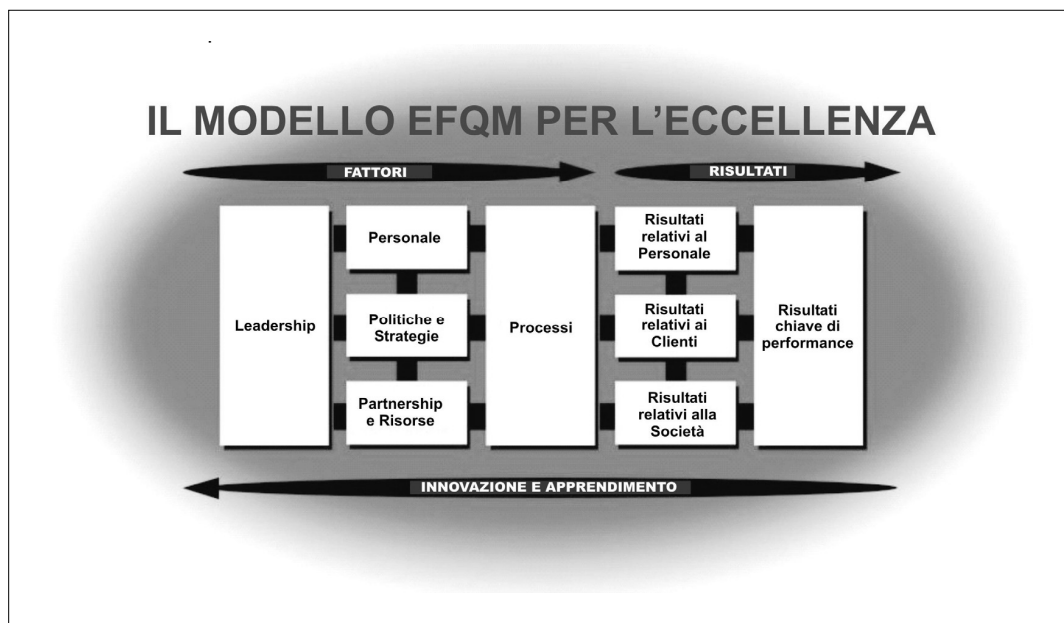 IL MODELLO EFQM PER L’ECCELLENZA
FATTORI
RISULTATI
Leadership
Personale
Politiche e
Strategie
Partnership
e Risorse
Processi
Risultati
relativi al
Personale
Risultati
relativi ai
Clienti
Risultati
relativi alla
Società
Risultati
chiave di
performance
INNOVAZIONE E APPRENDIMENTO